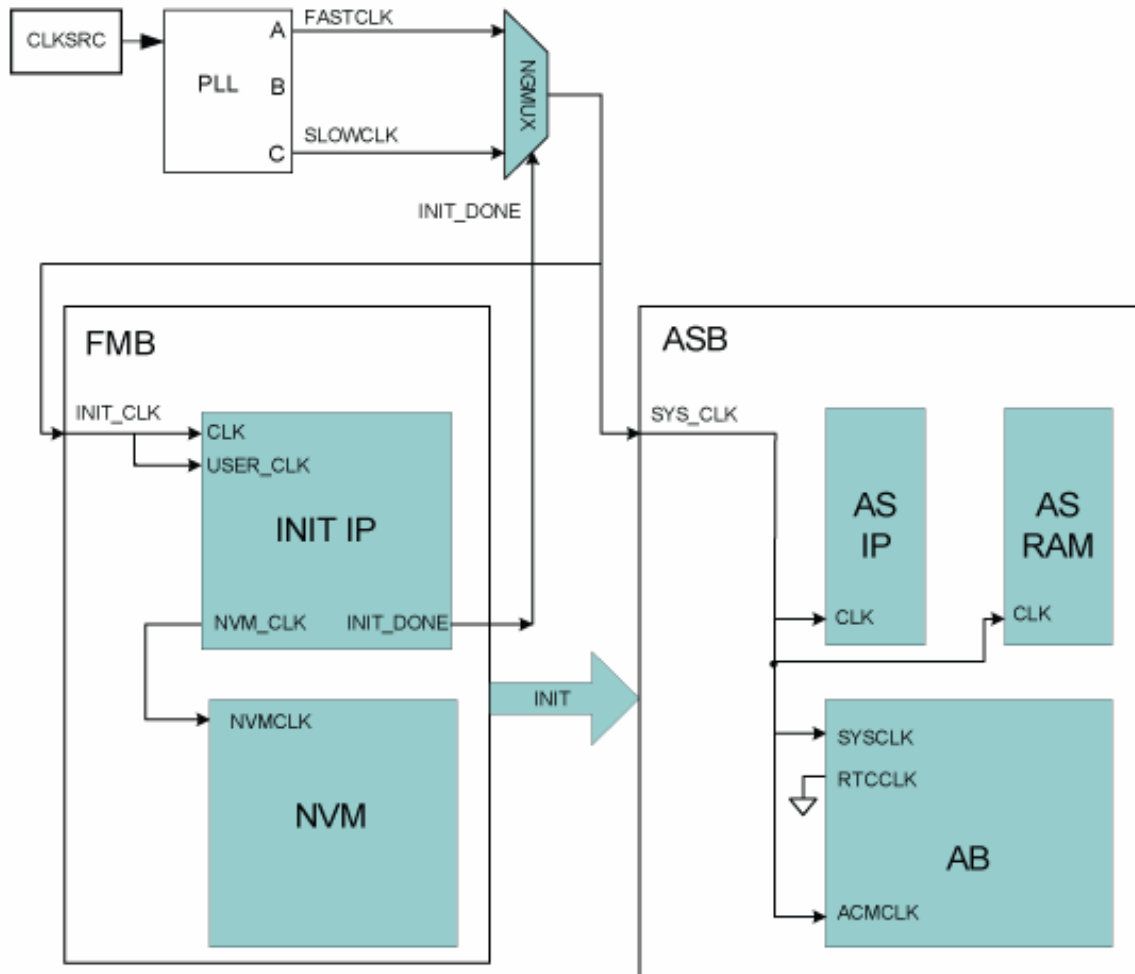 CLKSRC
PLL
A
B
C
FASTCLK
SLOWCLK
NGMUX
INIT_DONE
FMB
INIT_CLK
CLK
USER_CLK
INIT IP
NVM_CLK
INIT_DONE
NVMCLK
NVM
INIT
ASB
SYS_CLK
AS
IP
CLK
AS
RAM
CLK
SYSCLK
RTCCLK
AB
ACMCLK